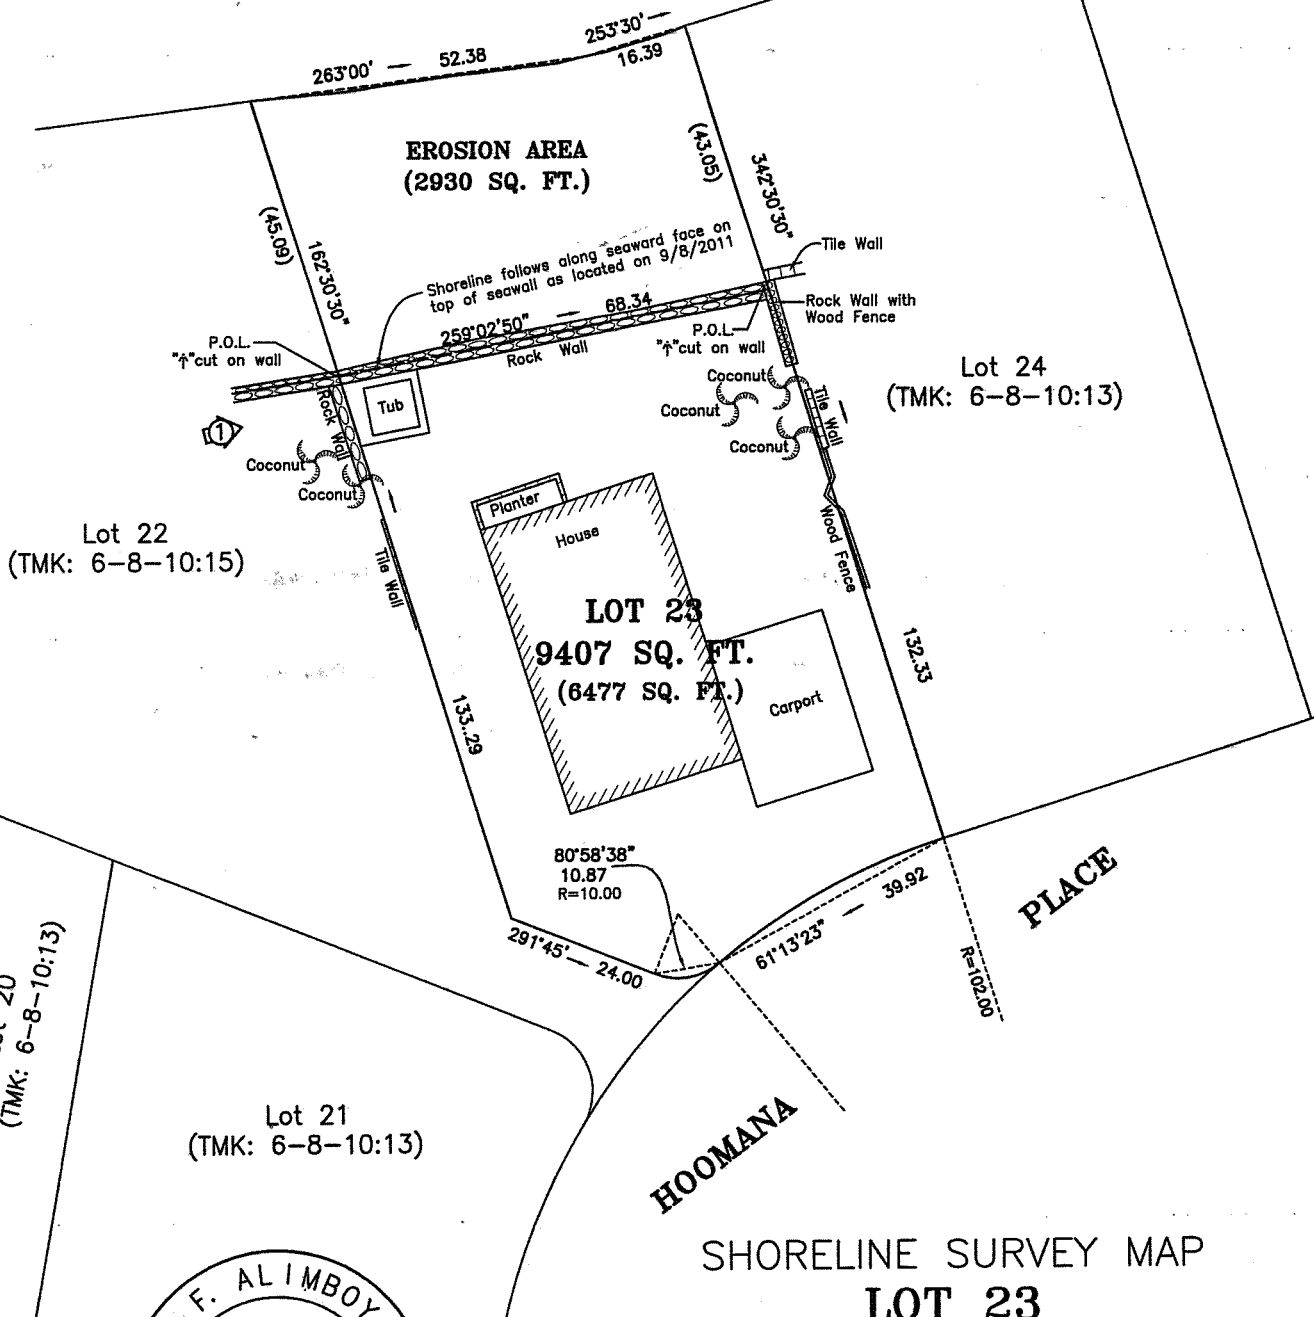 253°30'
16.39
263°00' — 52.38
EROSION AREA
(2930 SQ. FT.)
(43.05)
342°30'30"
(45.09)
162°30'30"
Shoreline follows along seaward face on
top of seawall as located on 9/8/2011
Tile Wall
259°02'50" — 68.34
Rock Wall
Rock Wall with
Wood Fence
P.O.L.
"↑"cut on wall
P.O.L.
"↑"cut on wall
Lot 24
(TMK: 6-8-10:13)
Tub
Rock Wall
1
Coconut
Coconut
Coconut
Coconut
Coconut
Tile Wall
Planter
House
Lot 22
(TMK: 6-8-10:15)
Tile Wall
Wood Fence
LOT 23
9407 SQ. FT.
(6477 SQ. FT.)
Carport
132.33
133.29
80°58'38"
10.87
R=10.00
291°45' — 24.00
61°13'23" — 39.92
R=102.00
HOOMANA PLACE
20
(TMK: 6-8-10:13)
Lot 21
(TMK: 6-8-10:13)
F. ALIMBOY
SHORELINE SURVEY MAP
LOT 23